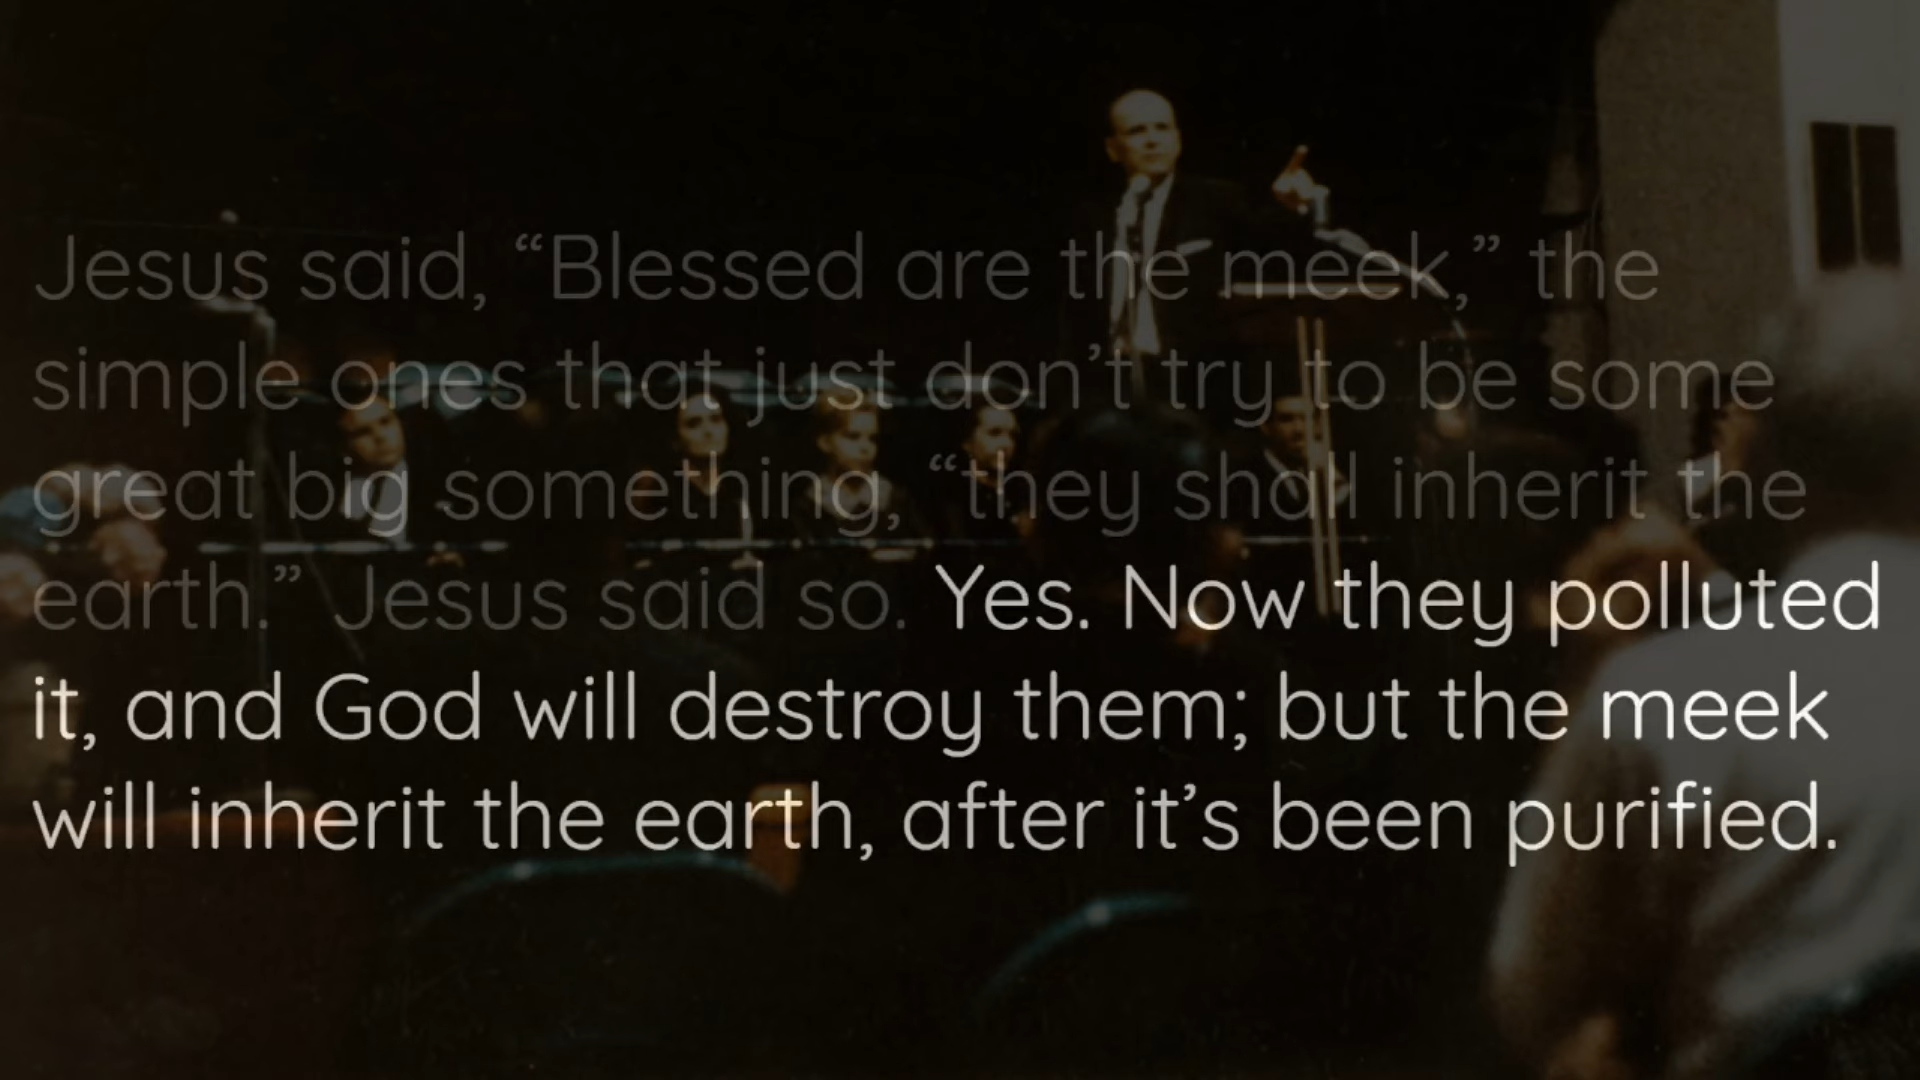 Jesus said, “Blessed are the meek,” the
simple ones that just don’t try to be some
great big something, “they shall inherit the
earth.” Jesus said so. Yes. Now they polluted
it, and God will destroy them; but the meek
will inherit the earth, after it’s been purified.